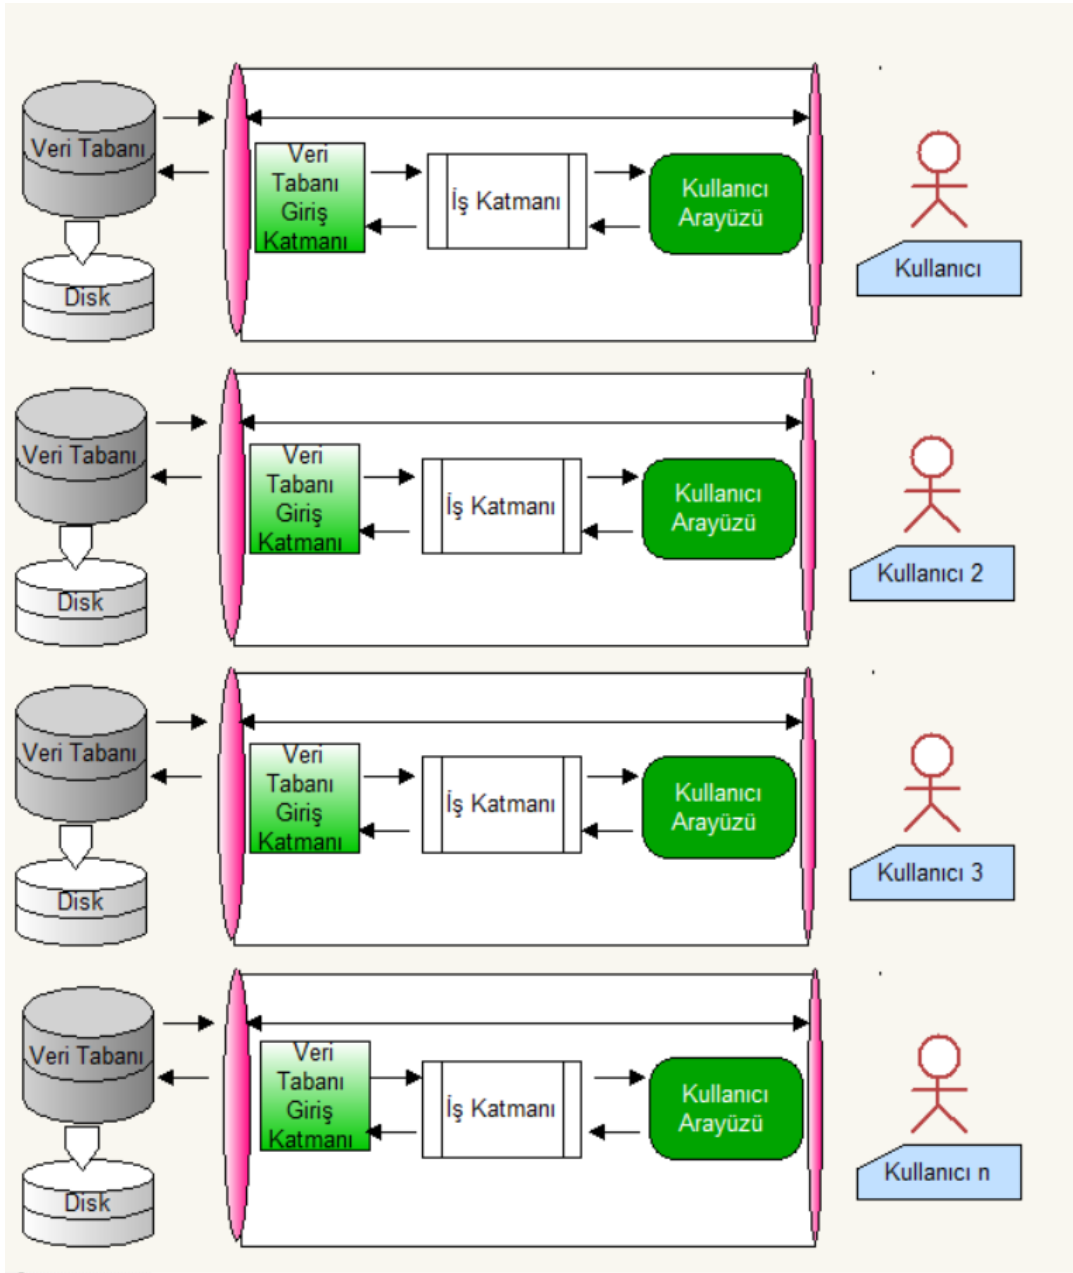 Veri Tabanı
Disk
Veri
Tabanı
Giriş
Katmanı
İş Katmanı
Kullanıcı
Arayüzü
Kullanıcı
Veri Tabanı
Disk
Veri
Tabanı
Giriş
Katmanı
İş Katmanı
Kullanıcı
Arayüzü
Kullanıcı 2
Veri Tabanı
Disk
Veri
Tabanı
Giriş
Katmanı
İş Katmanı
Kullanıcı
Arayüzü
Kullanıcı 3
Veri Tabanı
Disk
Veri
Tabanı
Giriş
Katmanı
İş Katmanı
Kullanıcı
Arayüzü
Kullanıcı n